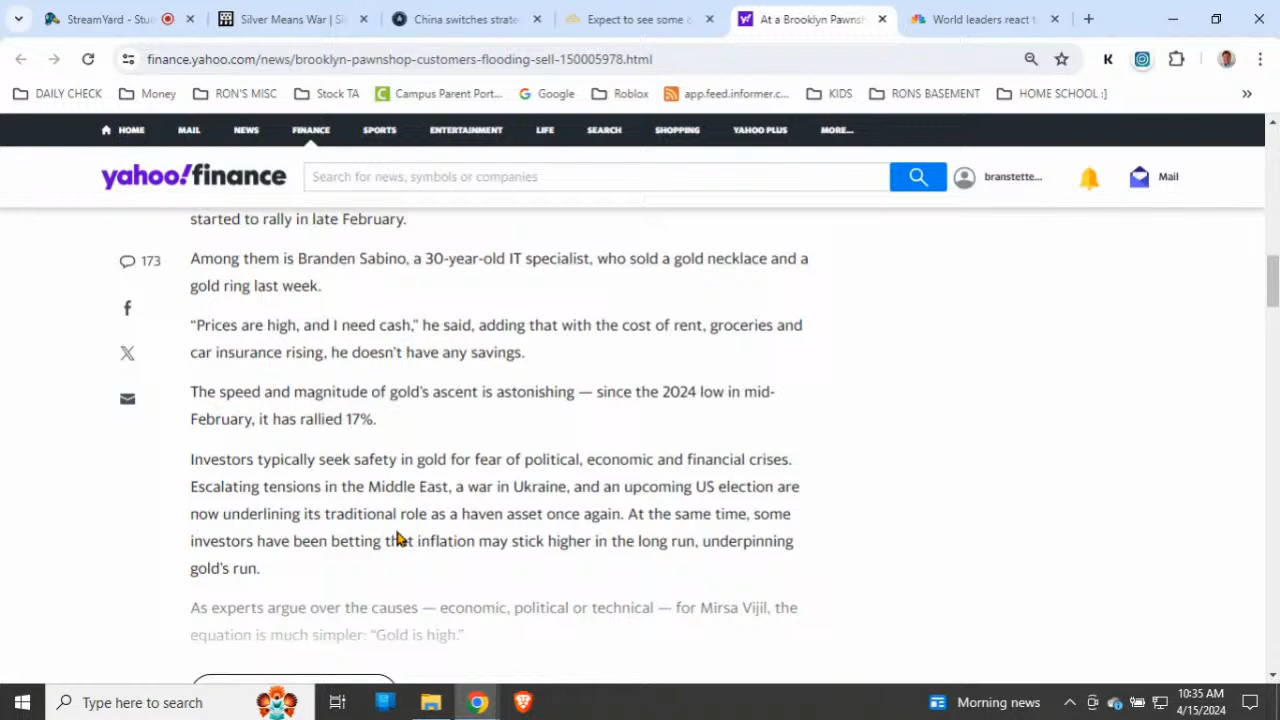 StreamYard - Stu
Silver Means War | Si
China switches strate
Expect to see some
At a Brooklyn Pawnsh
World leaders react t
finance.yahoo.com/news/brooklyn-pawnshop-customers-flooding-sell-150005978.html
K
DAILY CHECK
Money
RON'S MISC
Stock TA
Campus Parent Port...
Google
Roblox
app.feed.informer.c...
KIDS
RONS BASEMENT
HOME SCHOOL :]
HOME
MAIL
NEWS
FINANCE
SPORTS
ENTERTAINMENT
LIFE
SEARCH
SHOPPING
YAHOO PLUS
MORE...
yahoo!finance
Search for news, symbols or companies
branstette...
Mail
started to rally in late February.
173
Among them is Branden Sabino, a 30-year-old IT specialist, who sold a gold necklace and a
gold ring last week.
“Prices are high, and I need cash,” he said, adding that with the cost of rent, groceries and
car insurance rising, he doesn’t have any savings.
The speed and magnitude of gold’s ascent is astonishing — since the 2024 low in mid-
February, it has rallied 17%.
Investors typically seek safety in gold for fear of political, economic and financial crises.
Escalating tensions in the Middle East, a war in Ukraine, and an upcoming US election are
now underlining its traditional role as a haven asset once again. At the same time, some
investors have been betting that inflation may stick higher in the long run, underpinning
gold’s run.
As experts argue over the causes — economic, political or technical — for Mirsa Vijil, the
equation is much simpler: “Gold is high.”
Type here to search
Morning news
10:35 AM
4/15/2024